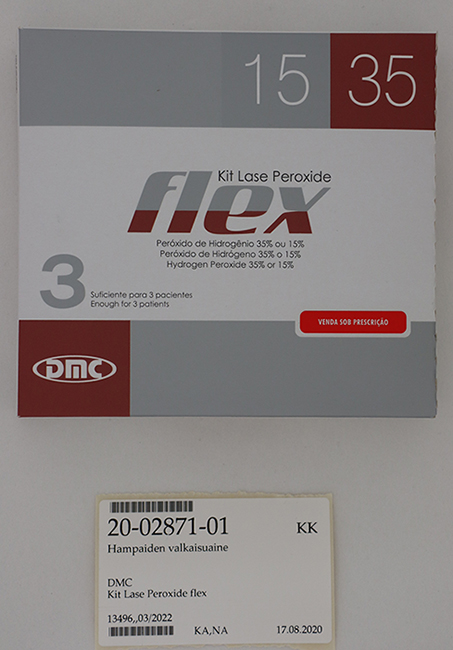 15 35
Kit Lase Peroxide
flex
Peróxido de Hidrogênio 35% ou 15%
Peróxido de Hidrógeno 35% o 15%
Hydrogen Peroxide 35% or 15%
3
Suficiente para 3 pacientes
Enough for 3 patients
VENDA SOB PRESCRIÇÃO
DMC
20-02871-01 KK
Hampaiden valkaisuaine
DMC
Kit Lase Peroxide flex
13496,,03/2022
KA,NA 17.08.2020